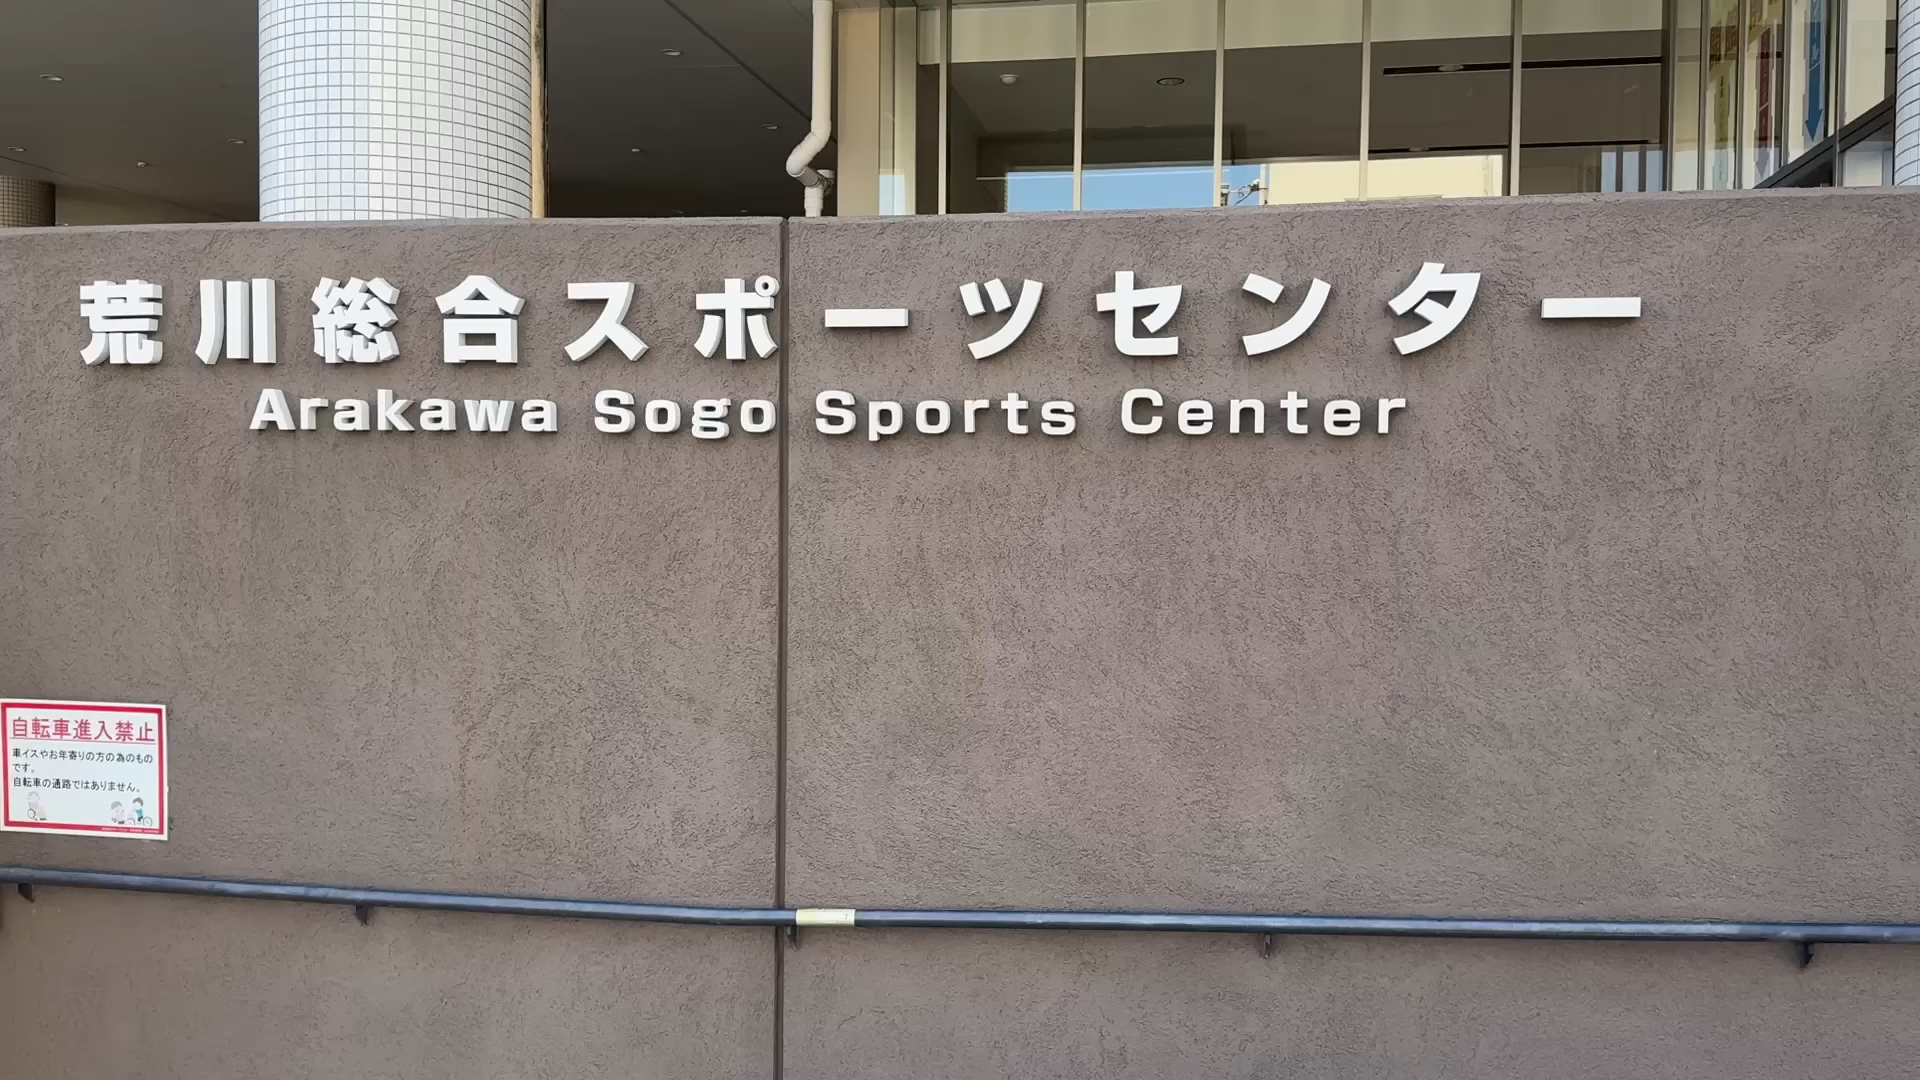 荒川総合スポーツセンター
Arakawa Sogo Sports Center
自転車進入禁止
車イスやお年寄りの方の為のもの
です。
自転車の通路ではありません。